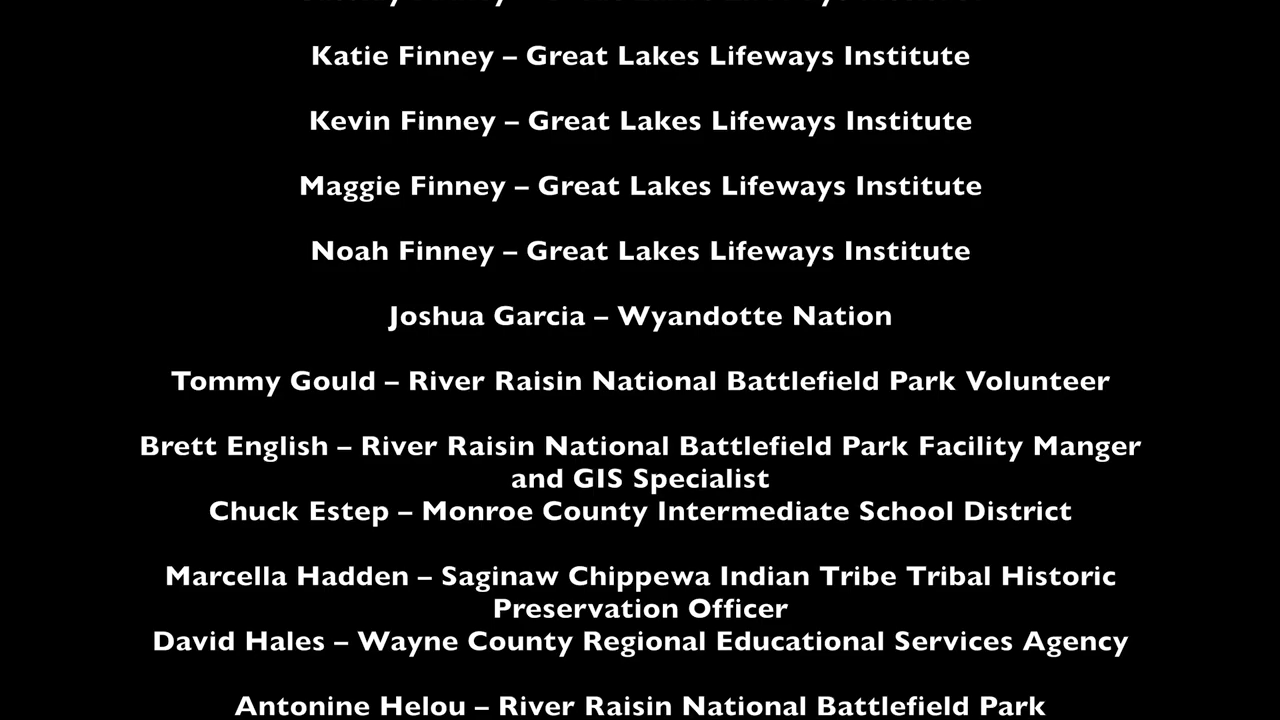 Katie Finney – Great Lakes Lifeways Institute
Kevin Finney – Great Lakes Lifeways Institute
Maggie Finney – Great Lakes Lifeways Institute
Noah Finney – Great Lakes Lifeways Institute
Joshua Garcia – Wyandotte Nation
Tommy Gould – River Raisin National Battlefield Park Volunteer
Brett English – River Raisin National Battlefield Park Facility Manger
and GIS Specialist
Chuck Estep – Monroe County Intermediate School District
Marcella Hadden – Saginaw Chippewa Indian Tribe Tribal Historic
Preservation Officer
David Hales – Wayne County Regional Educational Services Agency
Antonine Helou – River Raisin National Battlefield Park